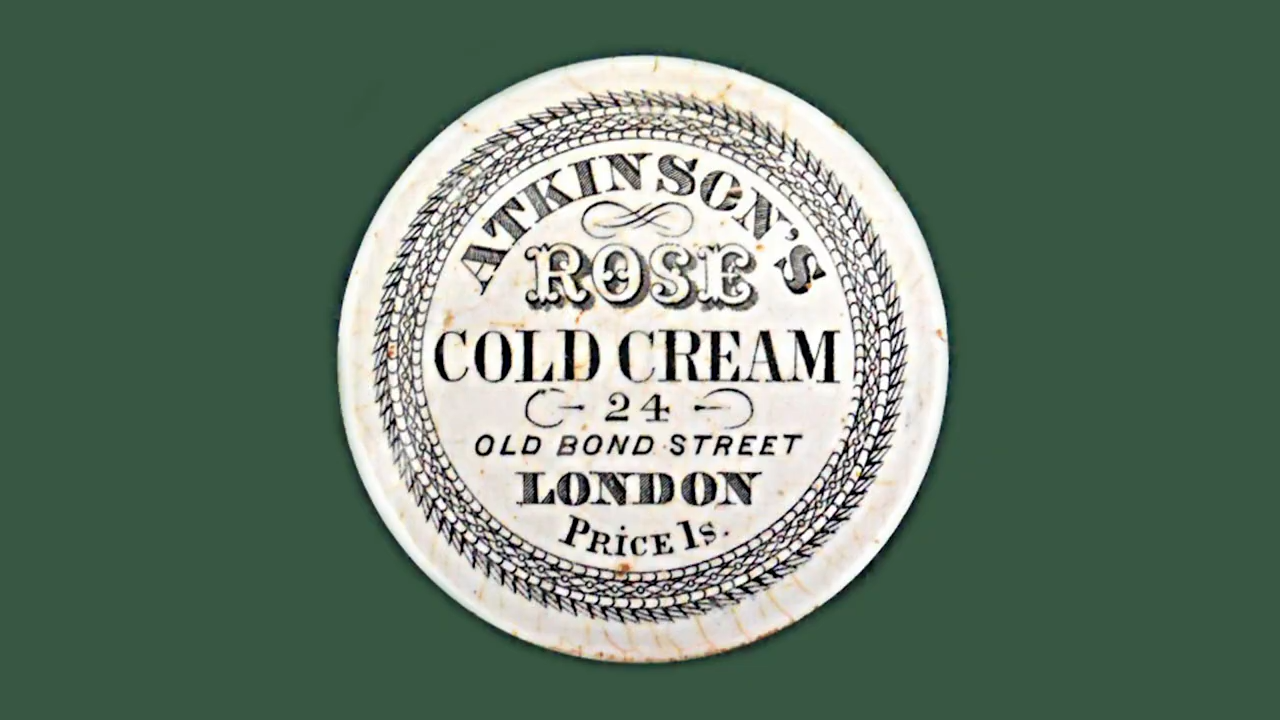 ATKINSON'S
ROSE
COLD CREAM
24
OLD BOND STREET
LONDON
PRiCE 1s.